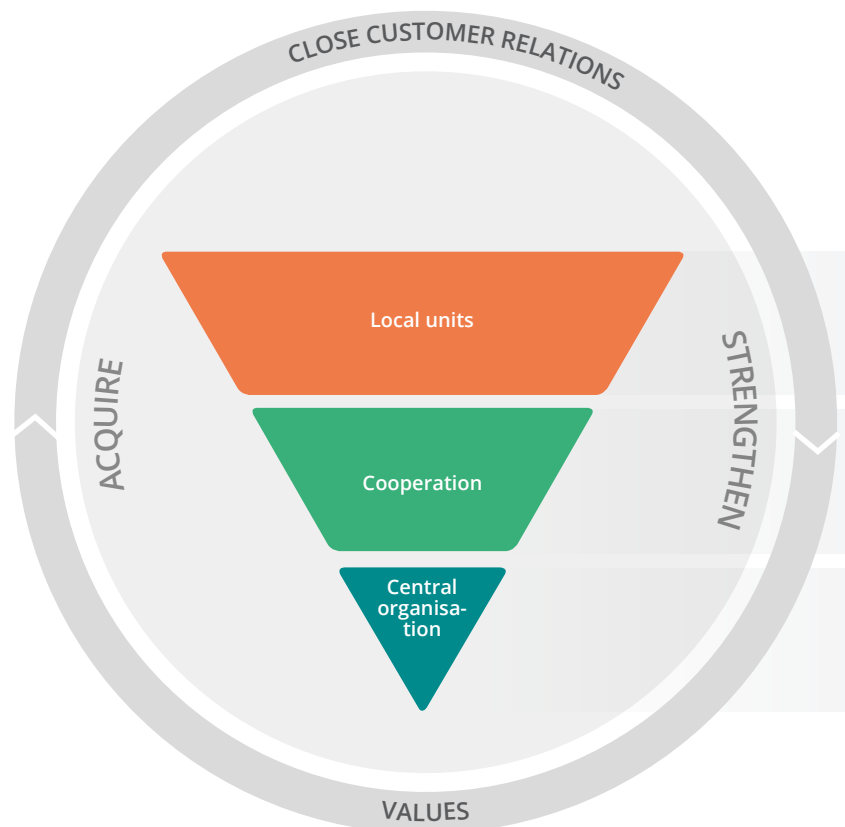 CLOSE CUSTOMER RELATIONS
Local units
ACQUIRE
STRENGTHEN
Cooperation
Central
organisa-
tion
VALUES